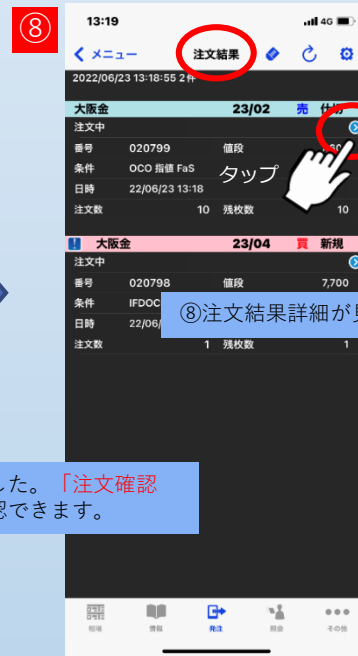 ⑧
13:19
4G
メニュー 注文結果
2022/06/23 13:18:55 2件
大阪金 23/02 売 仕切
注文中
番号 020799 値段
条件 OCO 指値 FaS
タップ
日時 22/06/23 13:18
注文数 10 残枚数 10
! 大阪金 23/04 買 新規
注文中
番号 020798 値段 7,700
条件 IFDOC
⑧注文結果詳細が
日時 22/06/
注文数 1 残枚数 1
した。「注文確認
認できます。
相場 情報 発注 照会 その他